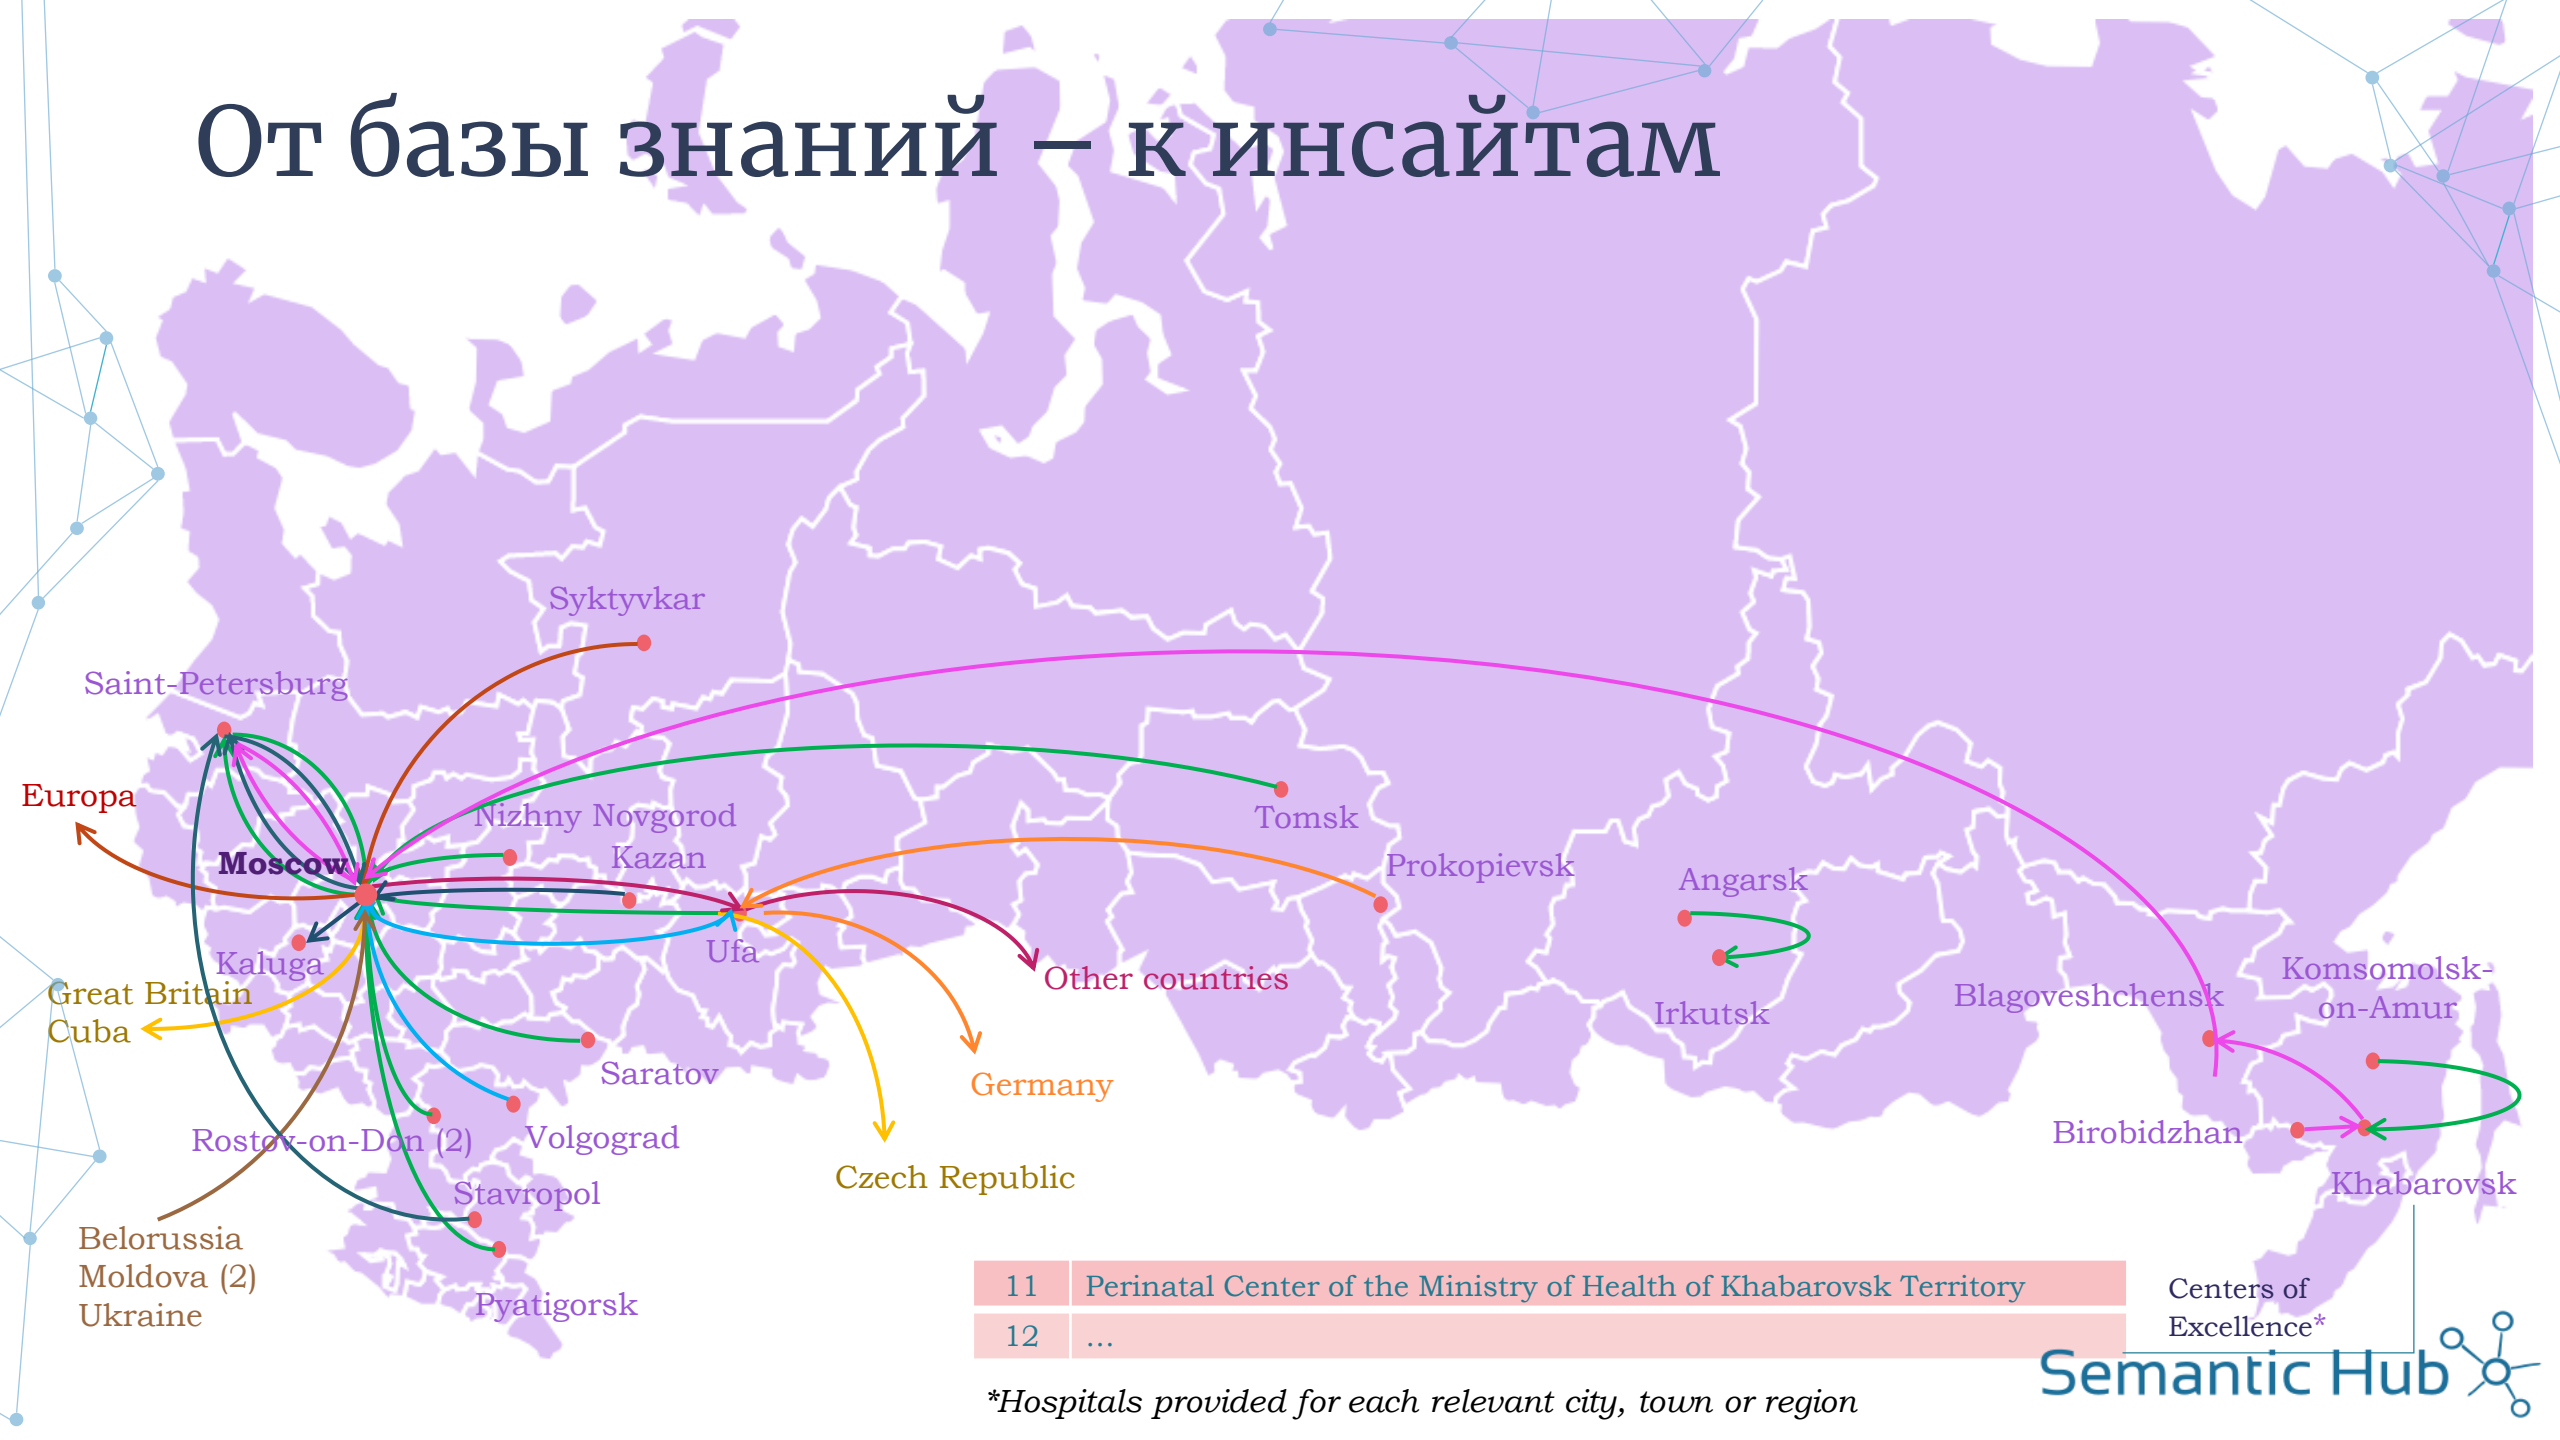 От базы знаний – к инсайтам
Syktyvkar
Saint-Petersburg
Europa
Nizhny Novgorod
Tomsk
Moscow
Kazan
Prokopievsk
Angarsk
Kaluga
Ufa
Other countries
Komsomolsk-
on-Amur
Great Britain
Cuba
Blagoveshchensk
Irkutsk
Saratov
Germany
Rostov-on-Don (2)
Volgograd
Birobidzhan
Czech Republic
Stavropol
Khabarovsk
Belorussia
Moldova (2)
Ukraine
Pyatigorsk
11 Perinatal Center of the Ministry of Health of Khabarovsk Territory
12 ...
Centers of
Excellence*
Semantic Hub
*Hospitals provided for each relevant city, town or region